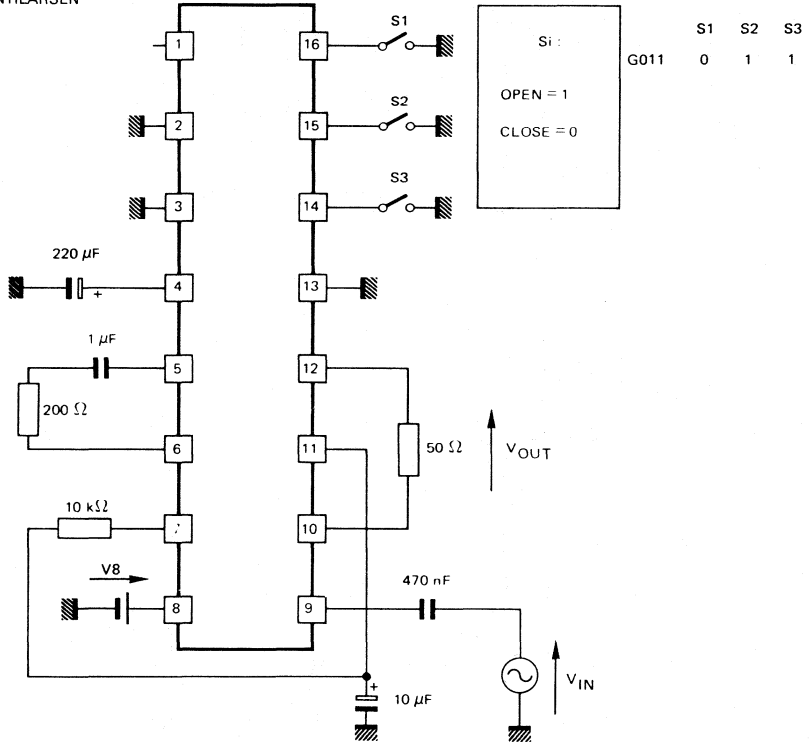 S1 S2 S3
G011 0 1 1
Si :
OPEN = 1
CLOSE = 0
1 16 S1
2 15 S2
3 14 S3
220 µF
+
4 13
1 µF
5 12
200 Ω
50 Ω
V OUT
6 11
10 kΩ
7 10
V8
470 nF
8 9
V IN
+
10 µF